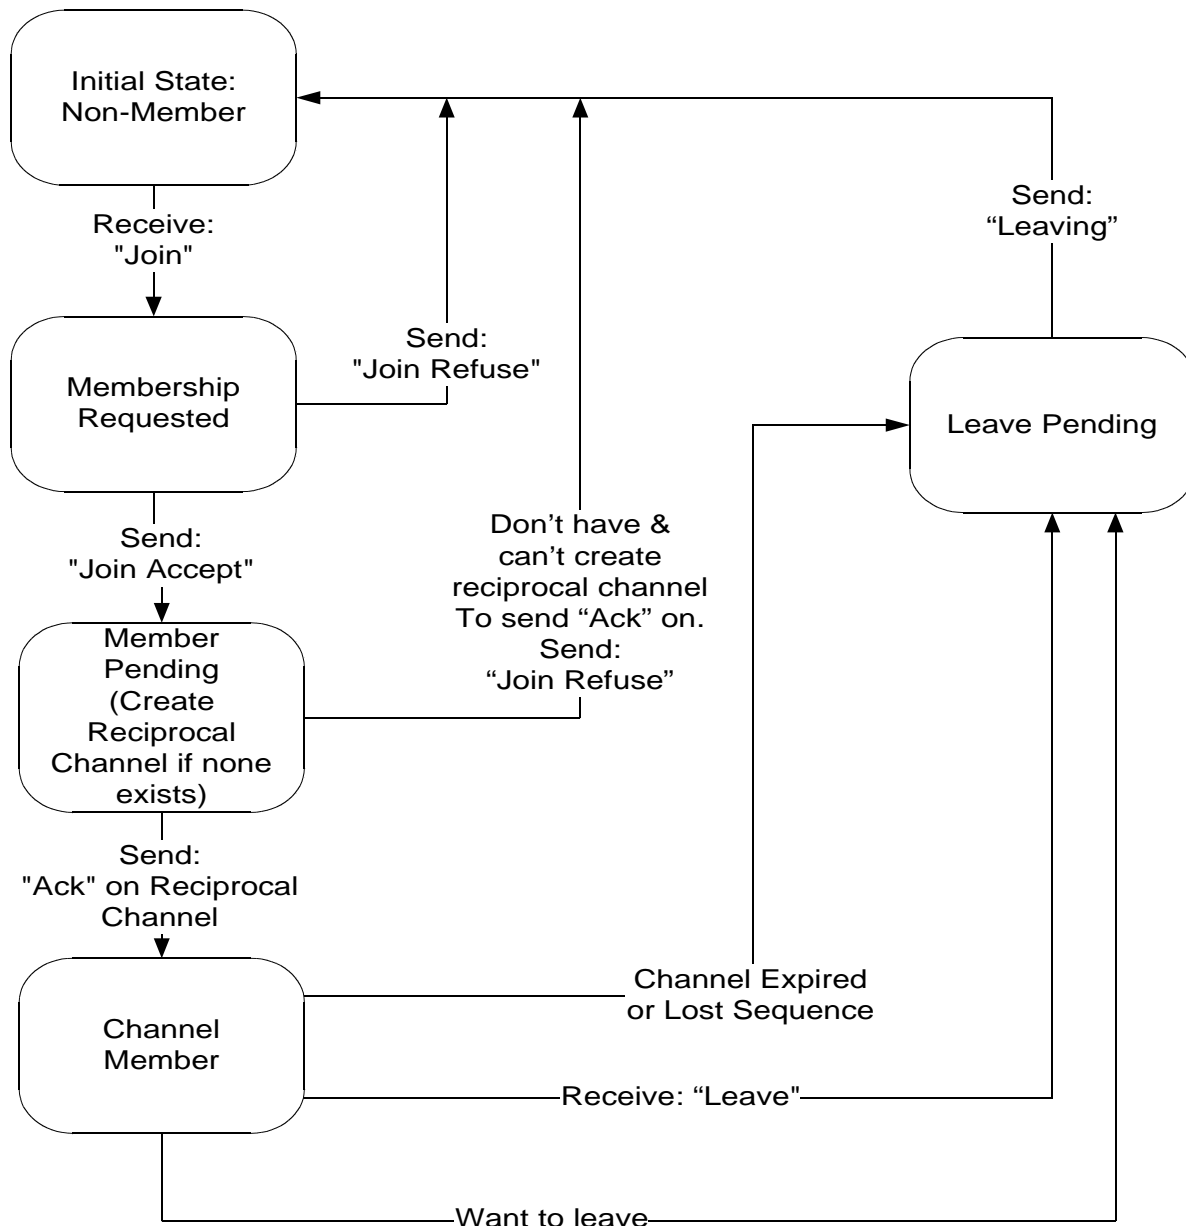 Initial State:
Non-Member
Receive:
"Join"
Send:
“Leaving”
Send:
"Join Refuse"
Membership
Requested
Leave Pending
Send:
"Join Accept"
Don’t have &
can’t create
reciprocal channel
To send “Ack” on.
Send:
“Join Refuse”
Member
Pending
(Create
Reciprocal
Channel if none
exists)
Send:
"Ack" on Reciprocal
Channel
Channel Expired
or Lost Sequence
Channel
Member
Receive: “Leave"
Want to leave